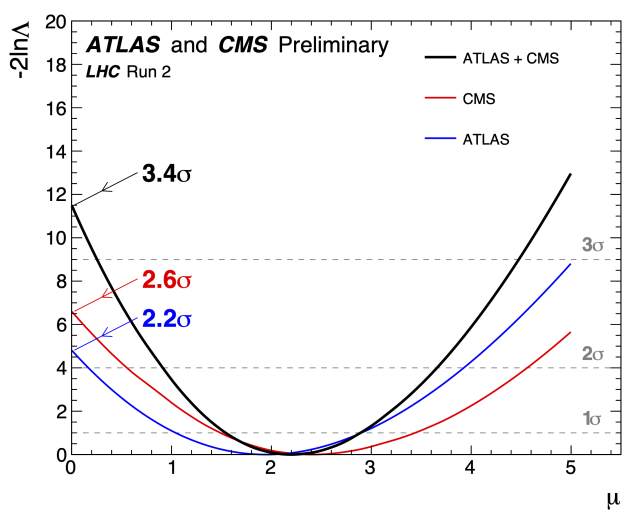 -2lnΛ
ATLAS and CMS Preliminary
LHC Run 2
ATLAS + CMS
CMS
ATLAS
3.4σ
2.6σ
2.2σ
3σ
2σ
1σ
20
18
16
14
12
10
8
6
4
2
0
0 1 2 3 4 5
μ